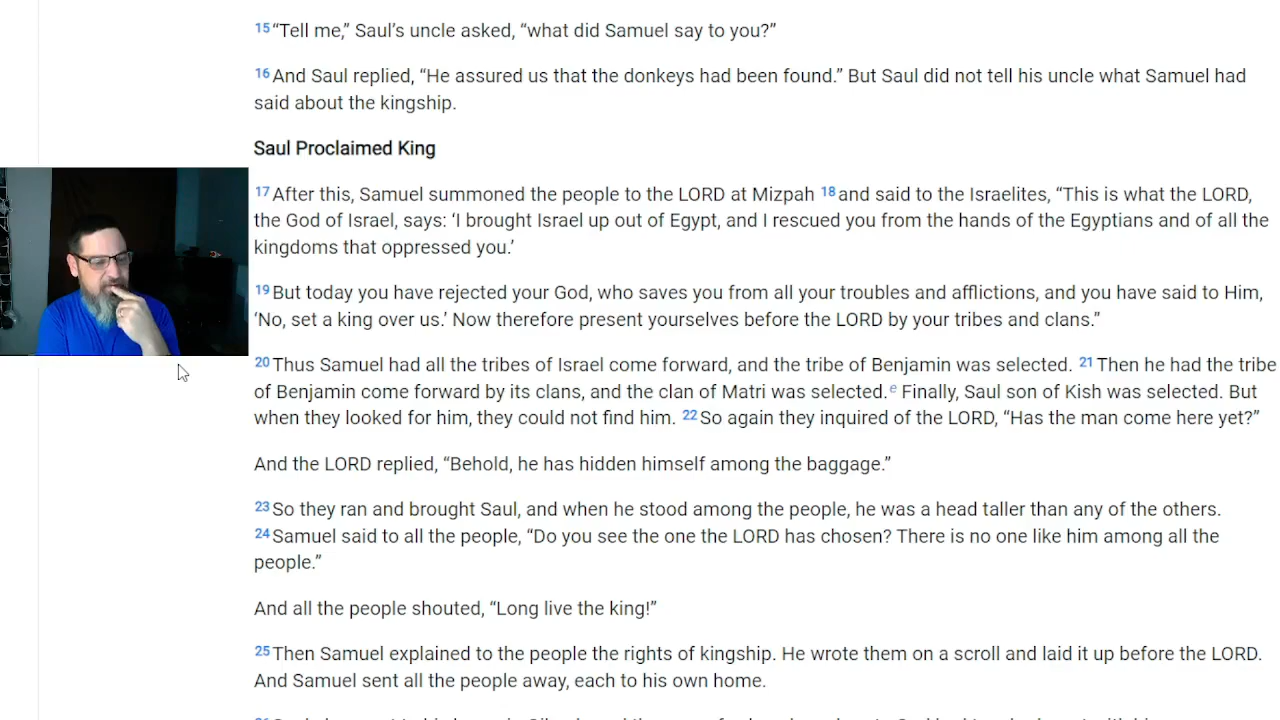 15 “Tell me,” Saul’s uncle asked, “what did Samuel say to you?”
16 And Saul replied, “He assured us that the donkeys had been found.” But Saul did not tell his uncle what Samuel had
said about the kingship.
Saul Proclaimed King
17 After this, Samuel summoned the people to the LORD at Mizpah 18 and said to the Israelites, “This is what the LORD,
the God of Israel, says: ‘I brought Israel up out of Egypt, and I rescued you from the hands of the Egyptians and of all the
kingdoms that oppressed you.’
19 But today you have rejected your God, who saves you from all your troubles and afflictions, and you have said to Him,
‘No, set a king over us.’ Now therefore present yourselves before the LORD by your tribes and clans.”
20 Thus Samuel had all the tribes of Israel come forward, and the tribe of Benjamin was selected. 21 Then he had the tribe
of Benjamin come forward by its clans, and the clan of Matri was selected. e Finally, Saul son of Kish was selected. But
when they looked for him, they could not find him. 22 So again they inquired of the LORD, “Has the man come here yet?”
And the LORD replied, “Behold, he has hidden himself among the baggage.”
23 So they ran and brought Saul, and when he stood among the people, he was a head taller than any of the others.
24 Samuel said to all the people, “Do you see the one the LORD has chosen? There is no one like him among all the
people.”
And all the people shouted, “Long live the king!”
25 Then Samuel explained to the people the rights of kingship. He wrote them on a scroll and laid it up before the LORD.
And Samuel sent all the people away, each to his own home.